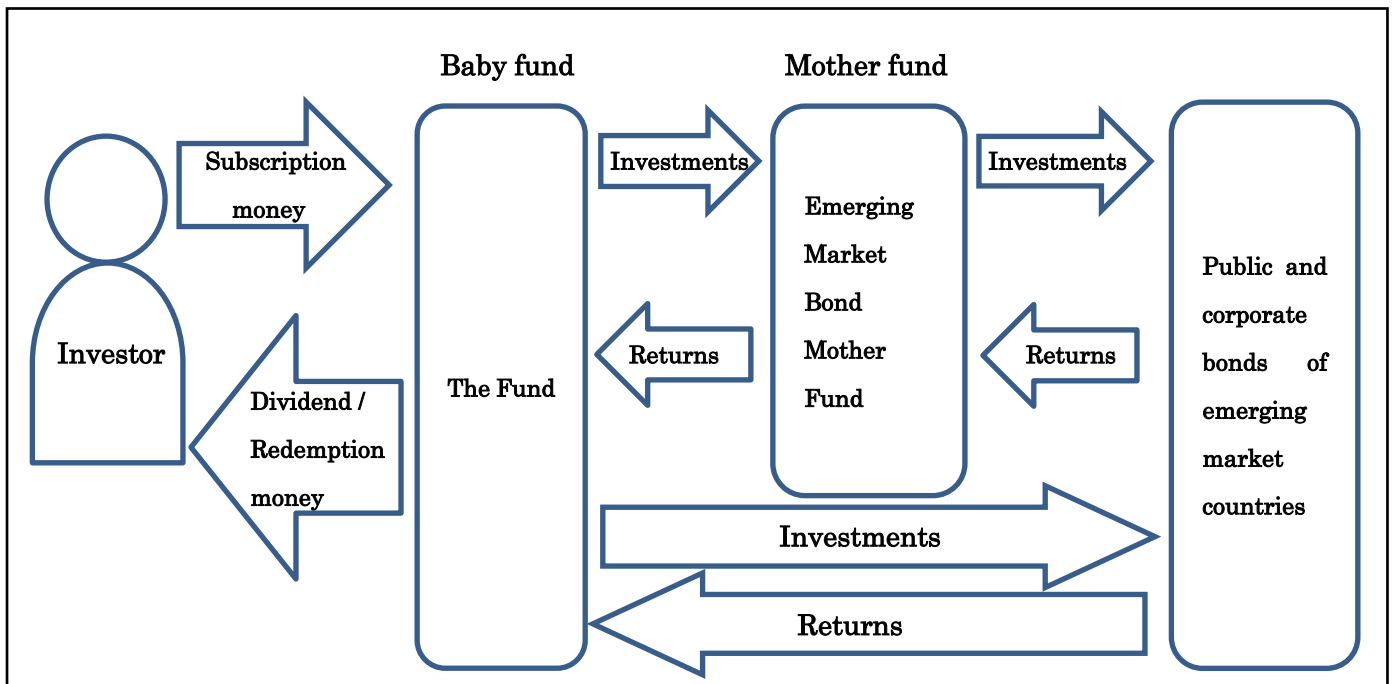 Baby fund
Mother fund
Subscription
money
Investments
Investments
Emerging
Market
Bond
Mother
Fund
Public and
corporate
bonds of
emerging
market
countries
Investor
Returns
Returns
The Fund
Dividend /
Redemption
money
Investments
Returns